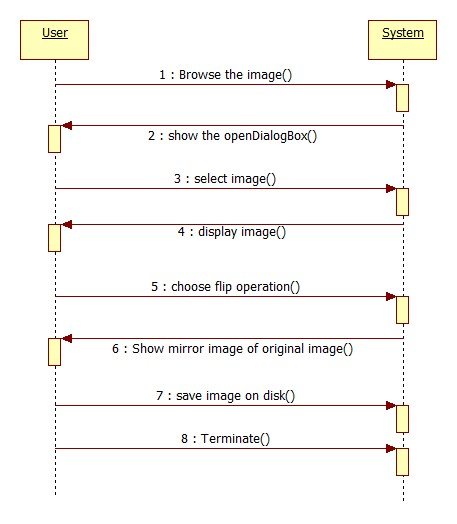 User
System
1 : Browse the image()
2 : show the openDialogBox()
3 : select image()
4 : display image()
5 : choose flip operation()
6 : Show mirror image of original image()
7 : save image on disk()
8 : Terminate()